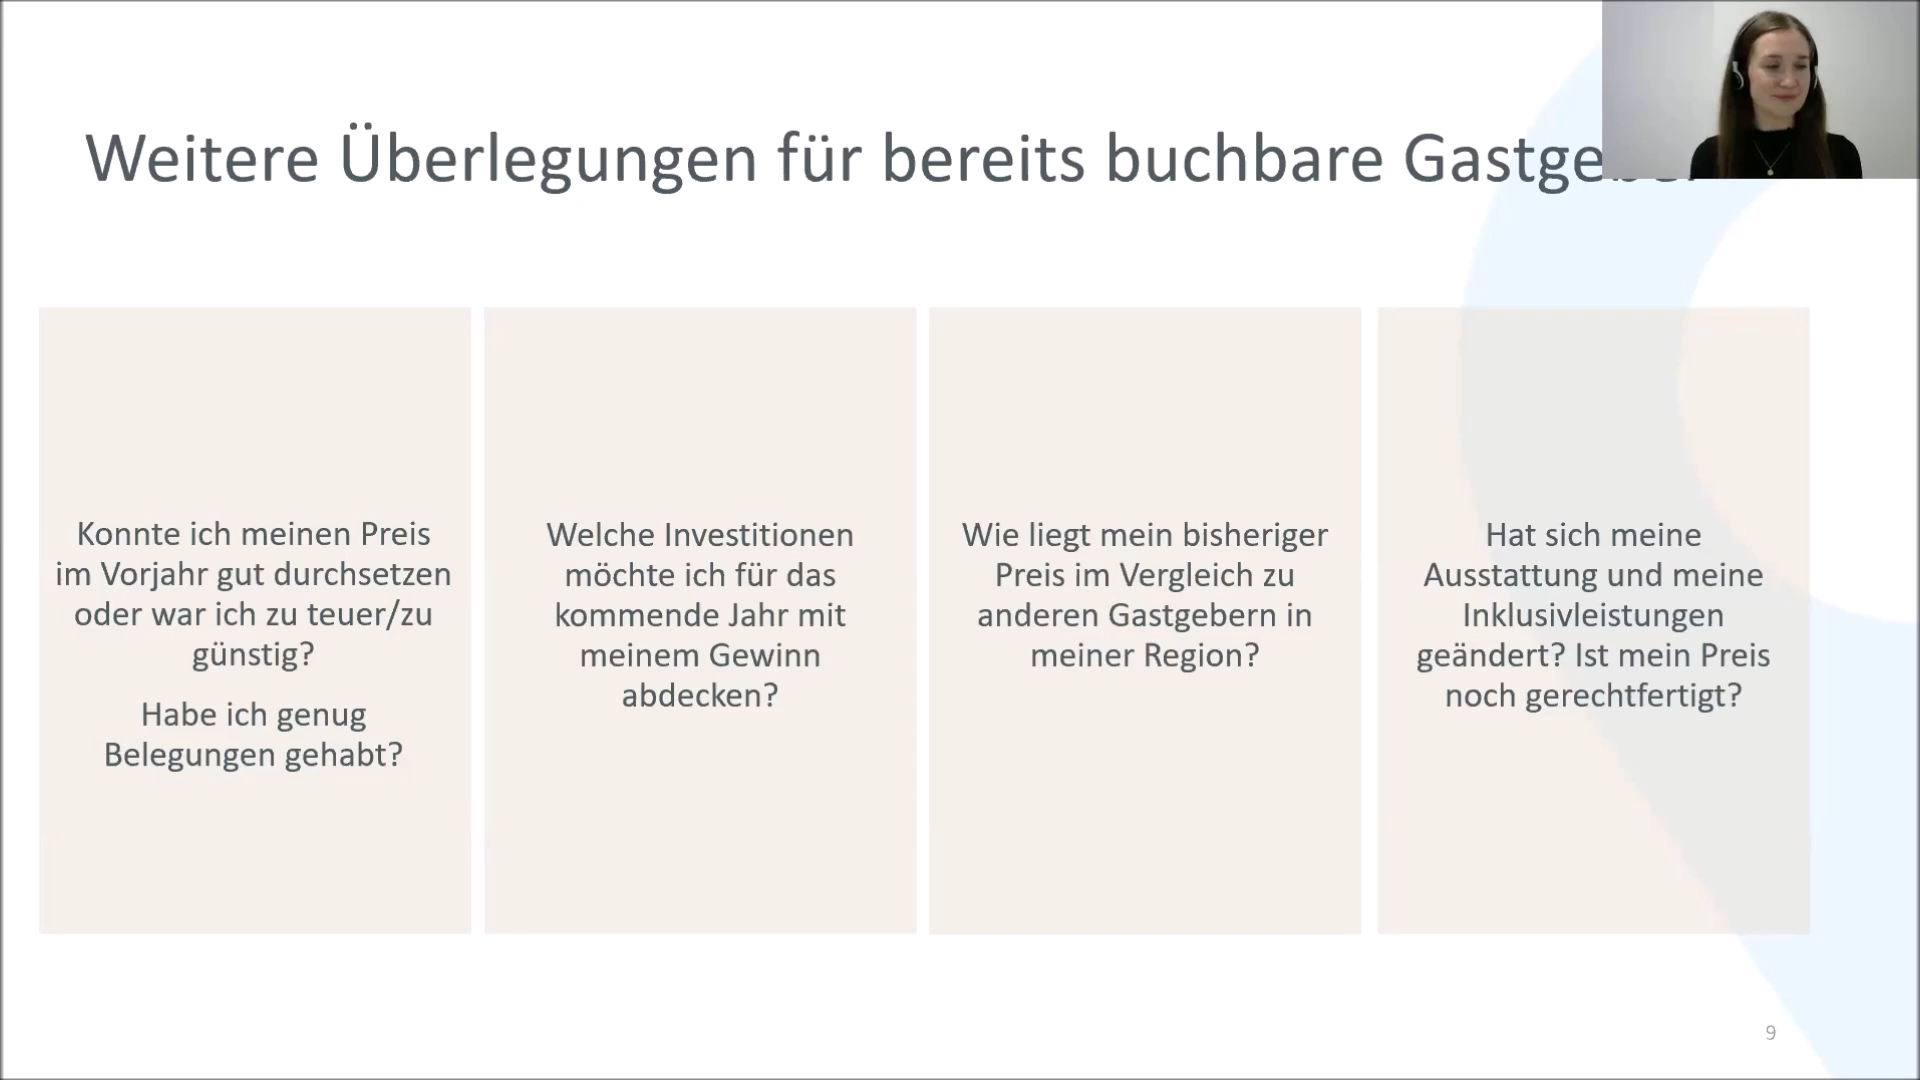 Weitere Überlegungen für bereits buchbare
Konnte ich meinen Preis
im Vorjahr gut durchsetzen
oder war ich zu teuer/zu
günstig?
Habe ich genug
Belegungen gehabt?
Welche Investitionen
möchte ich für das
kommende Jahr mit
meinem Gewinn
abdecken?
Wie liegt mein bisheriger
Preis im Vergleich zu
anderen Gastgebern in
meiner Region?
Hat sich meine
Ausstattung und meine
Inklusivleistungen
geändert? Ist mein Preis
noch gerechtfertigt?
9